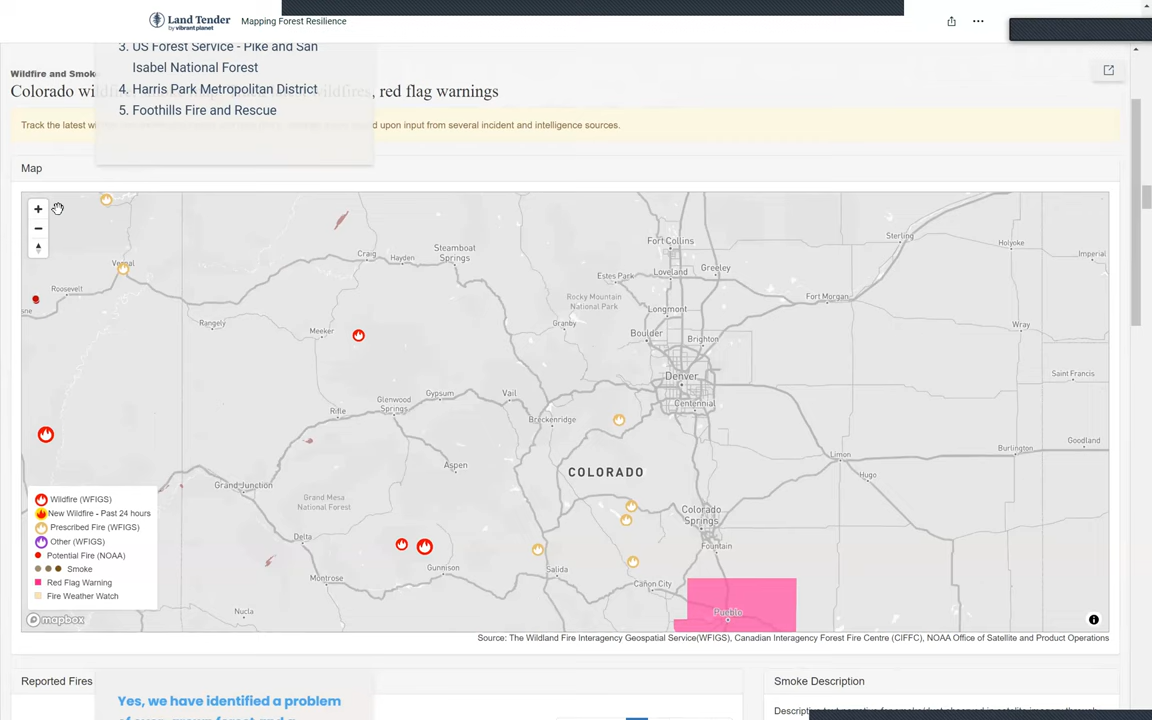 Land Tender
by vibrant planet
Mapping Forest Resilience
3. US Forest Service - Pike and San
Isabel National Forest
4. Harris Park Metropolitan District
5. Foothills Fire and Rescue
Wildfire and Smoke
Colorado wi
wildfires, red flag warnings
Track the latest wi
upon input from several incident and intelligence sources.
Map
Fort Collins
Sterling
Holyoke
Imperial
Craig
Hayden
Steamboat
Springs
Vernal
Roosevelt
Estes Park
Loveland
Greeley
Rocky Mountain
National Park
Fort Morgan
Longmont
Rangely
Meeker
Granby
Boulder
Brighton
Wray
Denver
Saint Francis
Centennial
Glenwood
Springs
Gypsum
Vail
Rifle
Breckenridge
Limon
Burlington
Goodland
Aspen
COLORADO
Hugo
Grand Junction
Grand Mesa
National Forest
Colorado
Springs
Delta
Fountain
Gunnison
Salida
Montrose
Cañon City
Nucla
Pueblo
Wildfire (WFIGS)
New Wildfire - Past 24 hours
Prescribed Fire (WFIGS)
Other (WFIGS)
Potential Fire (NOAA)
Smoke
Red Flag Warning
Fire Weather Watch
mapbox
Source: The Wildland Fire Interagency Geospatial Service(WFIGS), Canadian Interagency Forest Fire Centre (CIFFC), NOAA Office of Satellite and Product Operations
Reported Fires
Smoke Description
Yes, we have identified a problem